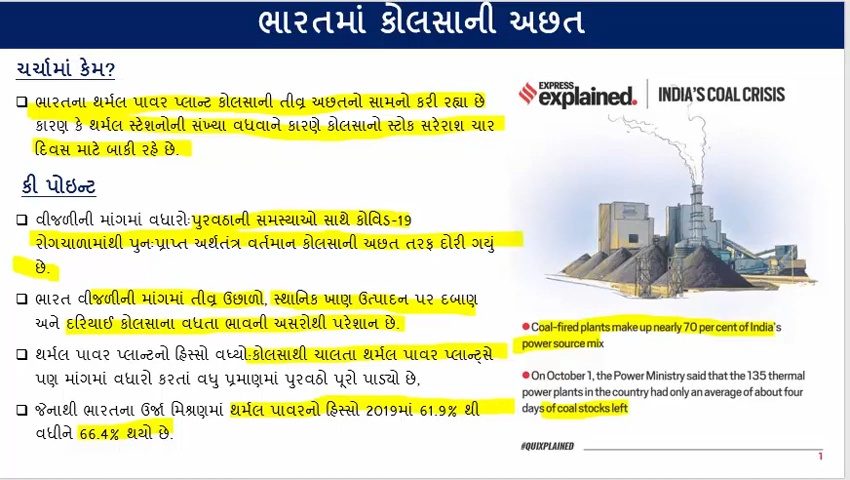 ભારતમાં કોલસાની અછત
ચર્ચામાં કેમ?
❑ ભારતના થર્મલ પાવર પ્લાન્ટ કોલસાની તીવ્ર અછતનો સામનો કરી રહ્યા છે
કારણ કે થર્મલ સ્ટેશનોની સંખ્યા વધવાને કારણે કોલસાનો સ્ટોક સરેરાશ ચાર
દિવસ માટે બાકી રહે છે.
કી પોઇન્ટ
❑ વીજળીની માંગમાં વધારોઃપુરવઠાની સમસ્યાઓ સાથે કોવિડ-19
રોગચાળામાંથી પુનઃપ્રાપ્ત અર્થતંત્ર વર્તમાન કોલસાની અછત તરફ દોરી ગયું
છે.
❑ ભારત વીજળીની માંગમાં તીવ્ર ઉછાળો, સ્થાનિક ખાણ ઉત્પાદન પર દબાણ
અને દરિયાઈ કોલસાના વધતા ભાવની અસરોથી પરેશાન છે.
❑ થર્મલ પાવર પ્લાન્ટનો હિસ્સો વધ્યો:કોલસાથી ચાલતા થર્મલ પાવર પ્લાન્ટ્સે
પણ માંગમાં વધારો કરતાં વધુ પ્રમાણમાં પુરવઠો પૂરો પાડ્યો છે,
❑ જેનાથી ભારતના ઉર્જા મિશ્રણમાં થર્મલ પાવરનો હિસ્સો 2019માં 61.9% થી
વધીને 66.4% થયો છે.
EXPRESS
explained.
INDIA'S COAL CRISIS
● Coal-fired plants make up nearly 70 per cent of India's
power source mix
● On October 1, the Power Ministry said that the 135 thermal
power plants in the country had only an average of about four
days of coal stocks left
#QUIXPLAINED
1